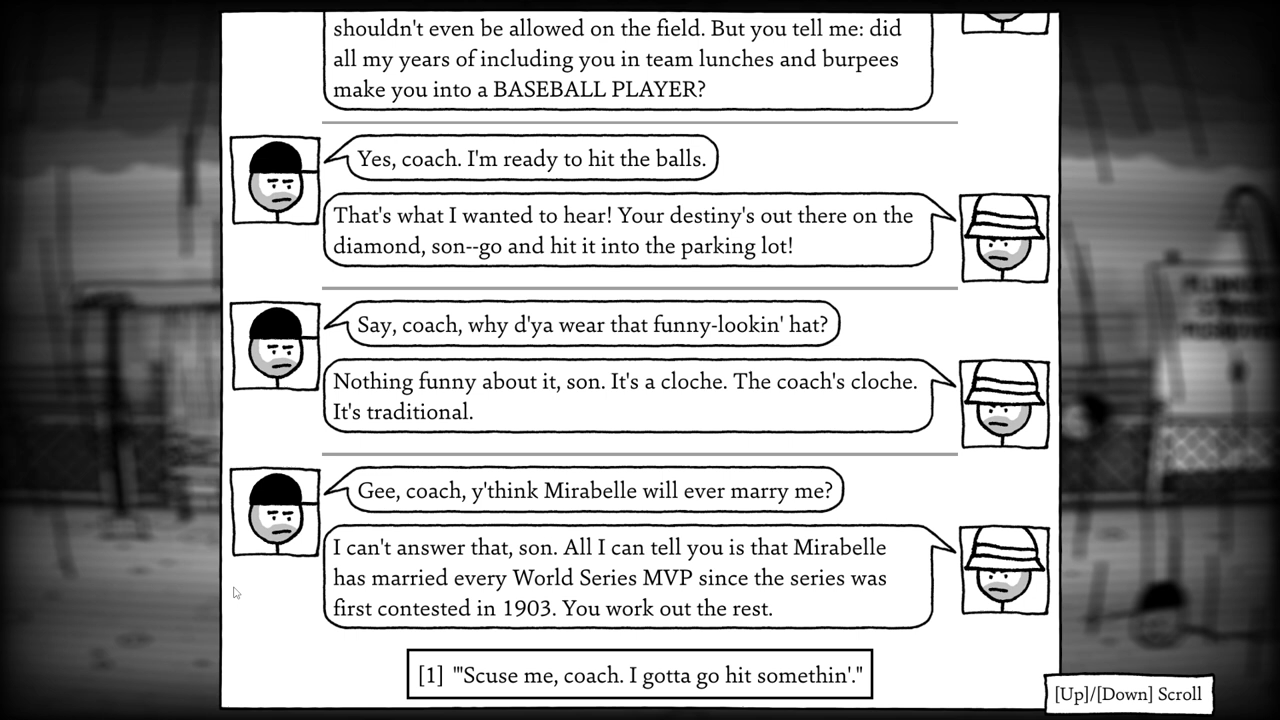 shouldn't even be allowed on the field. But you tell me: did
all my years of including you in team lunches and burpees
make you into a BASEBALL PLAYER?
Yes, coach. I'm ready to hit the balls.
That's what I wanted to hear! Your destiny's out there on the
diamond, son--go and hit it into the parking lot!
Say, coach, why d'ya wear that funny-lookin' hat?
Nothing funny about it, son. It's a cloche. The coach's cloche.
It's traditional.
Gee, coach, y'think Mirabelle will ever marry me?
I can't answer that, son. All I can tell you is that Mirabelle
has married every World Series MVP since the series was
first contested in 1903. You work out the rest.
[1] "'Scuse me, coach. I gotta go hit somethin'."
[Up]/[Down] Scroll